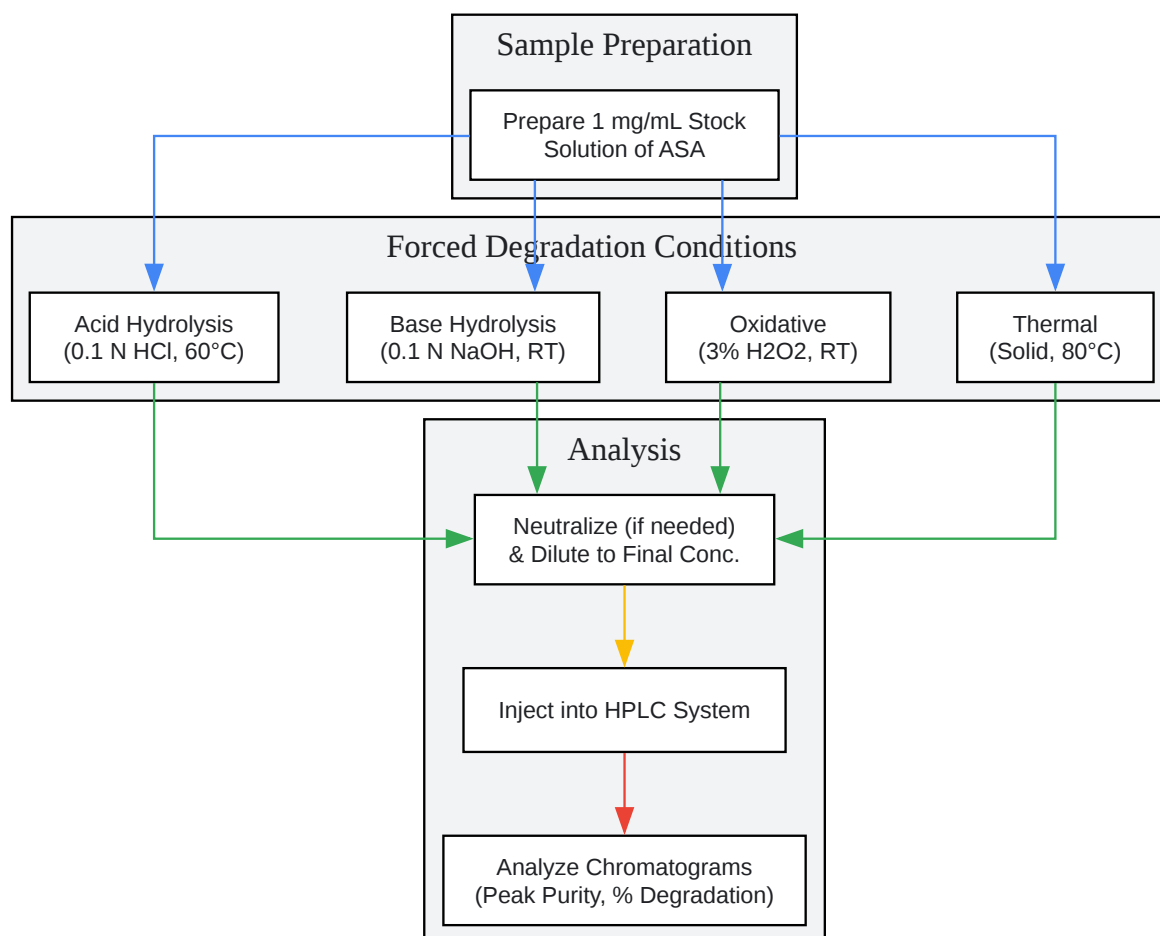 Sample Preparation
Prepare 1 mg/mL Stock
Solution of ASA
Forced Degradation Conditions
Acid Hydrolysis
(0.1 N HCl, 60°C)
Base Hydrolysis
(0.1 N NaOH, RT)
Oxidative
(3% H2O2, RT)
Thermal
(Solid, 80°C)
Analysis
Neutralize (if needed)
& Dilute to Final Conc.
Inject into HPLC System
Analyze Chromatograms
(Peak Purity, % Degradation)